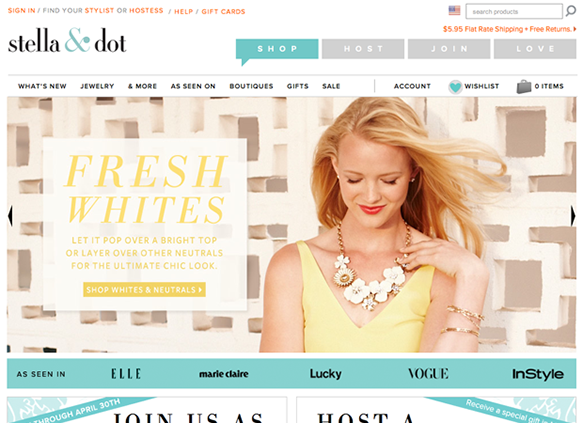 SIGN IN / FIND YOUR STYLIST OR HOSTESS / HELP / GIFT CARDS
search products
$5.95 Flat Rate Shipping + Free Returns.
stella & dot
SHOP HOST JOIN LOVE
WHAT'S NEW JEWELRY & MORE AS SEEN ON BOUTIQUES GIFTS SALE ACCOUNT WISHLIST 0 ITEMS
FRESH
WHITES
LET IT POP OVER A BRIGHT TOP
OR LAYER OVER OTHER NEUTRALS
FOR THE ULTIMATE CHIC LOOK.
SHOP WHITES & NEUTRALS
AS SEEN IN ELLE marie claire Lucky VOGUE InStyle
THROUGH APRIL 30TH
JOIN US AS
HOST A
Receive a special gift